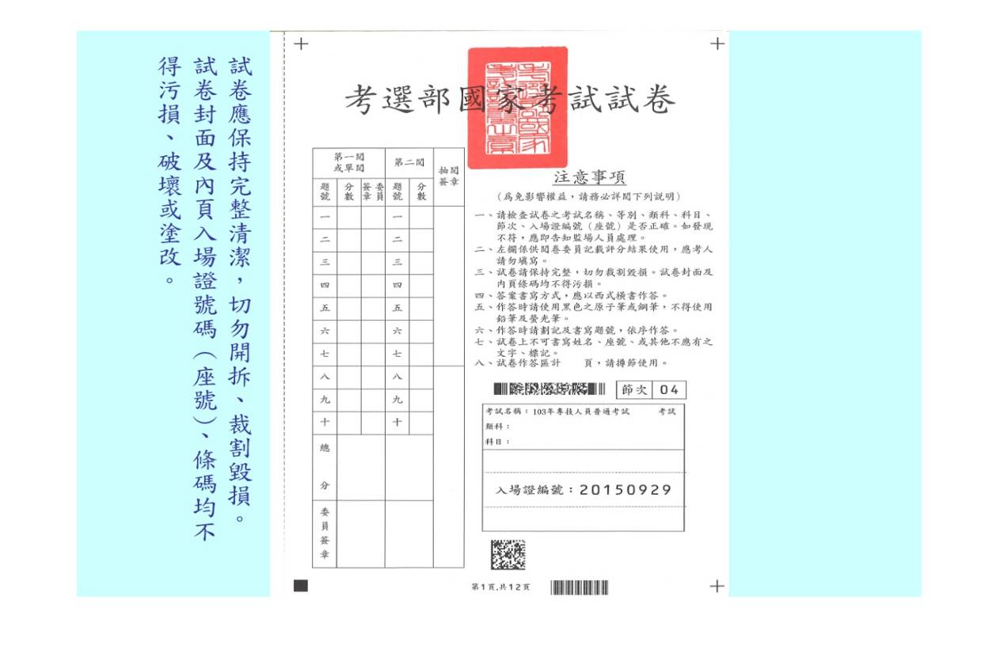 試卷應保持完整清潔，切勿開拆、裁割毀損。
試卷封面及內頁入場證號碼（座號）、條碼均不
得污損、破壞或塗改。
考選部國家考試試卷
第一閱
或單閱
第二閱
抽閱
簽章
題號
分數
委員
簽章
題號
分數
一 一
二 二
三 三
四 四
五 五
六 六
七 七
八 八
九 九
十 十
總分
委員簽章
注意事項
（為免影響權益，請務必詳閱下列說明）
一、請檢查試卷之考試名稱、等別、類科、科目、
節次、入場證編號（座號）是否正確。如發現
不符，應即告知監場人員處理。
二、左欄係供閱卷委員記載評分結果使用，應考人
請勿填寫。
三、試卷請保持完整，切勿裁割毀損。試卷封面及
內頁條碼均不得污損。
四、答案書寫方式，應以西式橫書作答。
五、作答時請使用黑色之原子筆或鋼筆，不得使用
鉛筆及螢光筆。
六、作答時請劃記及書寫題號，依序作答。
七、試卷上不可書寫姓名、座號、或其他不應有之
文字、標記。
八、試卷作答區計　　頁，請撙節使用。
節次 04
考試名稱：103年專技人員普通考試 考試
類科：
科目：
入場證編號：20150929
第1頁,共12頁